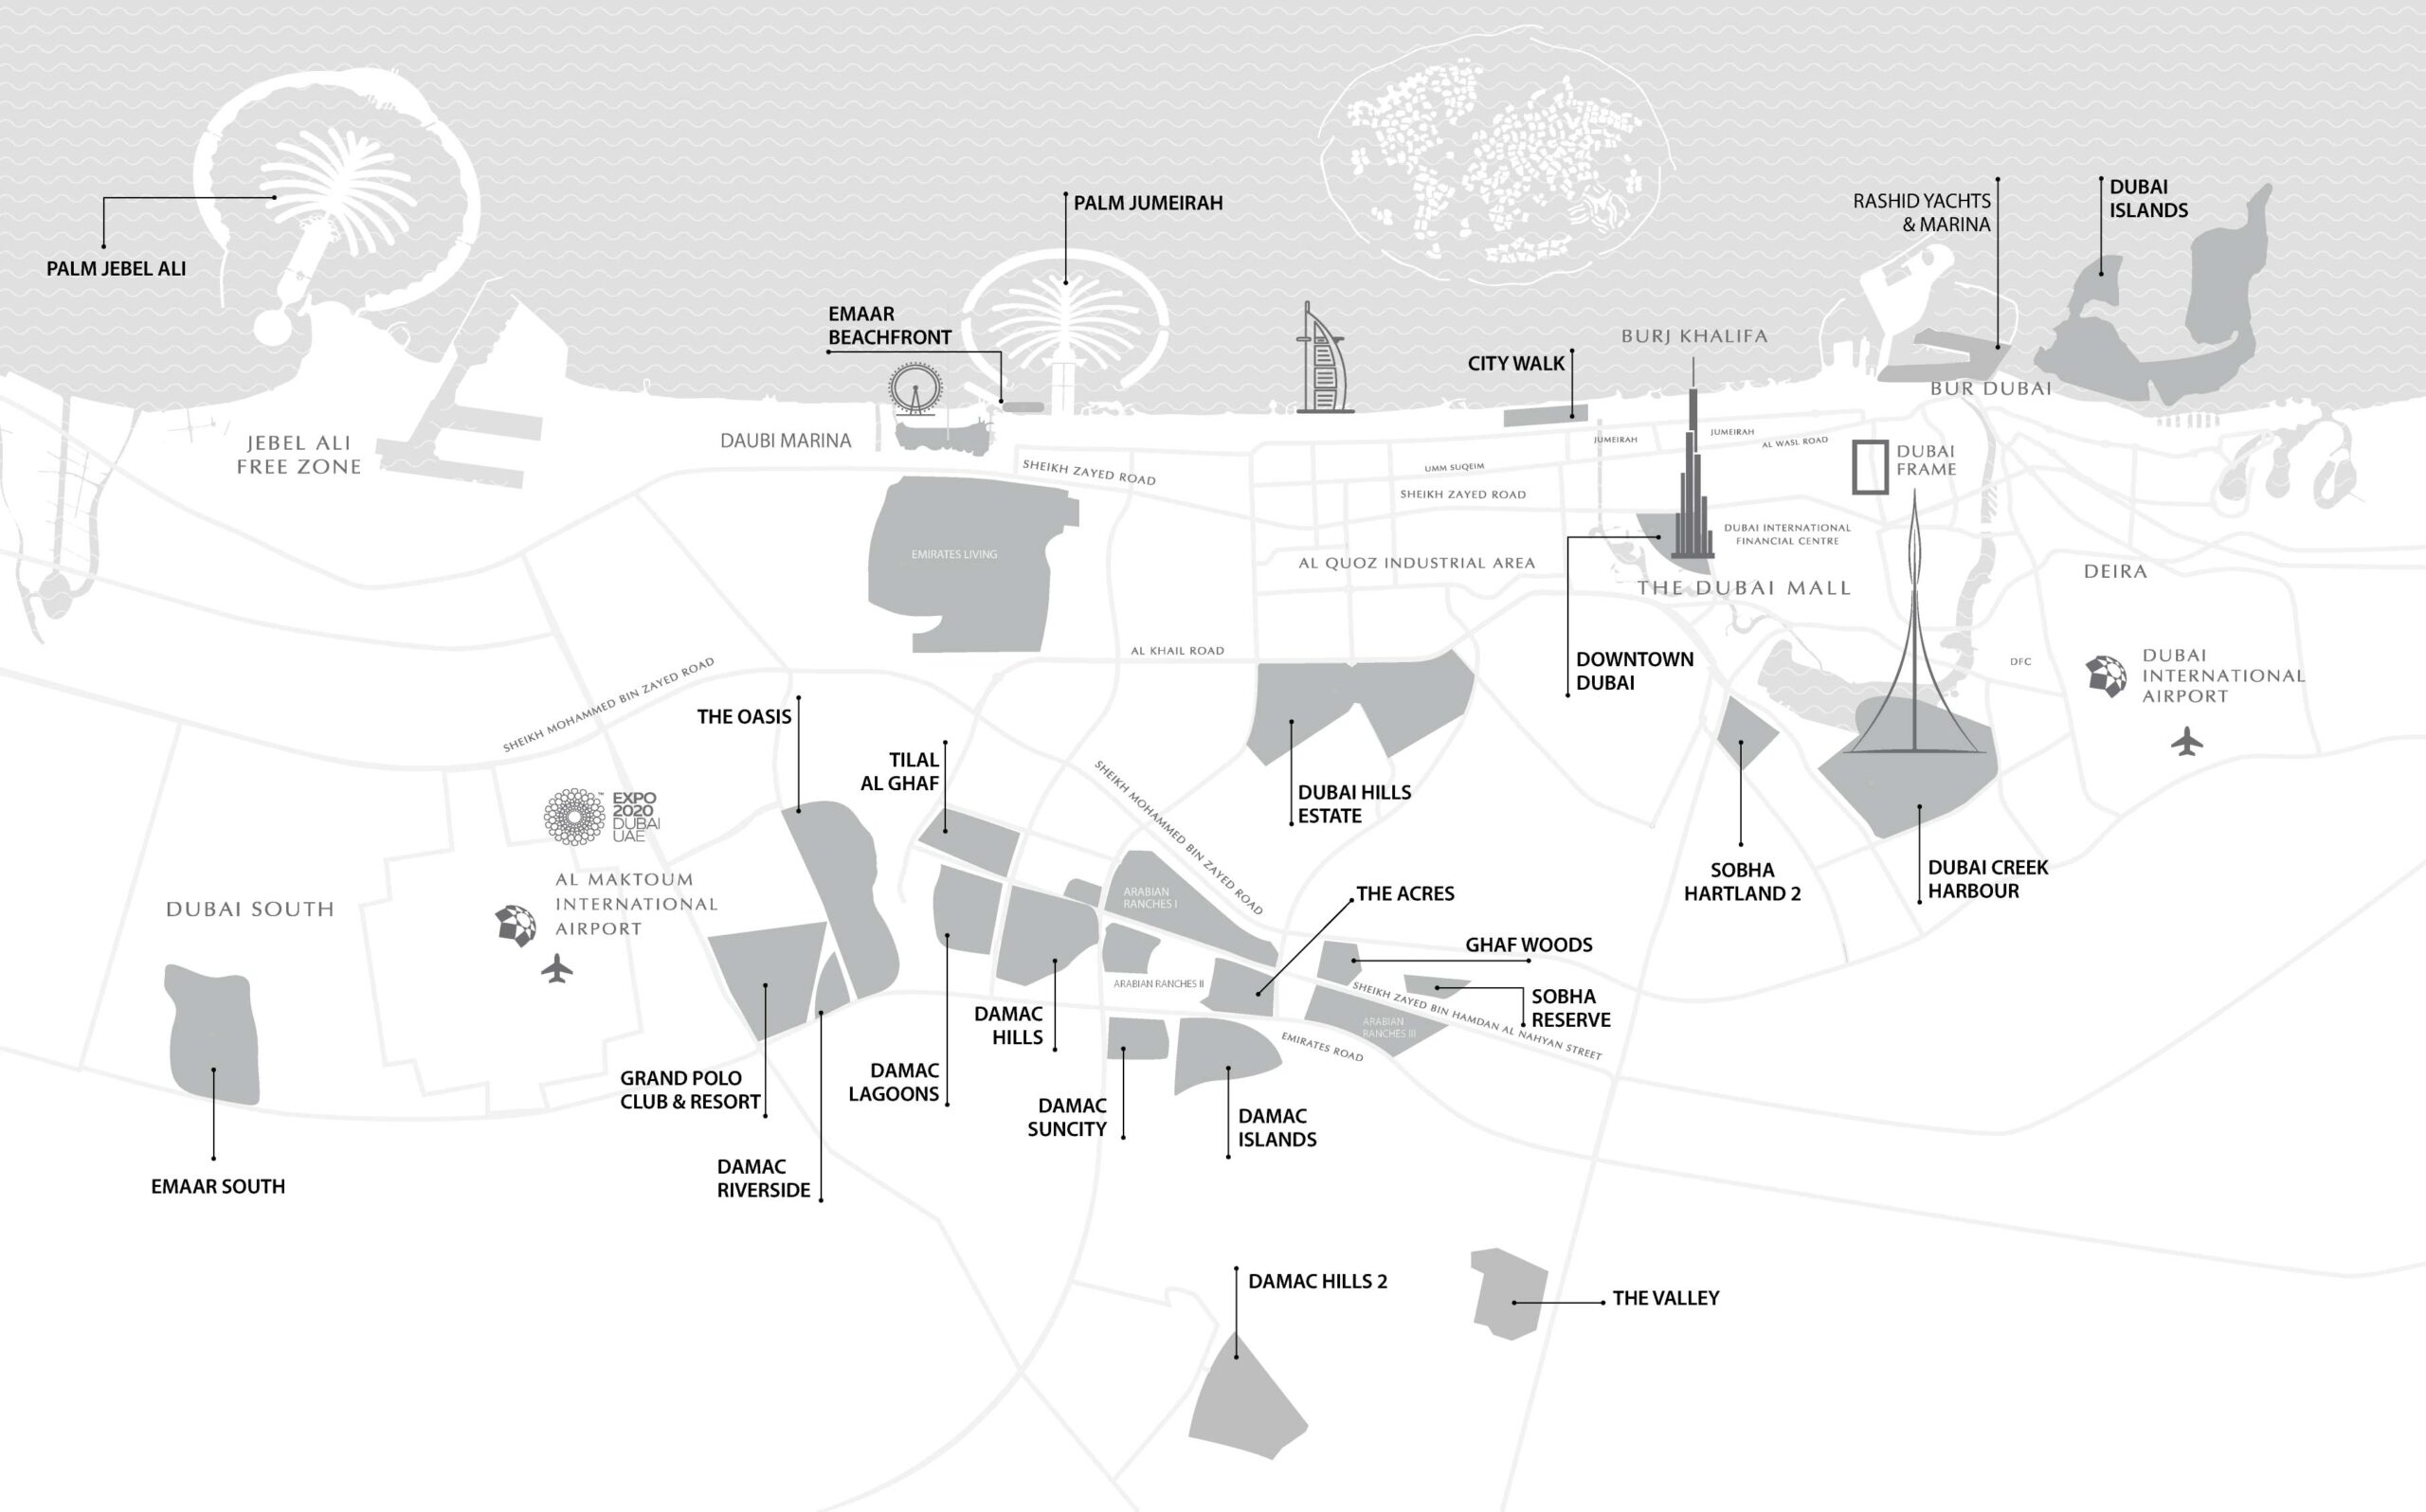 PALM JEBEL ALI
PALM JUMEIRAH
RASHID YACHTS
& MARINA
DUBAI
ISLANDS
EMAAR
BEACHFRONT
BURJ KHALIFA
CITY WALK
BUR DUBAI
JEBEL ALI
FREE ZONE
DAUBI MARINA
SHEIKH ZAYED ROAD
JUMEIRAH
JUMEIRAH
AL WASL ROAD
UMM SUQEIM
SHEIKH ZAYED ROAD
DUBAI
FRAME
EMIRATES LIVING
AL QUOZ INDUSTRIAL AREA
DUBAI INTERNATIONAL
FINANCIAL CENTRE
THE DUBAI MALL
DEIRA
AL KHAIL ROAD
DOWNTOWN
DUBAI
DFC
DUBAI
INTERNATIONAL
AIRPORT
SHEIKH MOHAMMED BIN ZAYED ROAD
THE OASIS
TILAL
AL GHAF
SHEIKH MOHAMMED BIN ZAYED ROAD
DUBAI HILLS
ESTATE
EXPO
2020
DUBAI
UAE
™
SOBHA
HARTLAND 2
DUBAI CREEK
HARBOUR
DUBAI SOUTH
AL MAKTOUM
INTERNATIONAL
AIRPORT
ARABIAN
RANCHES I
THE ACRES
GHAF WOODS
ARABIAN RANCHES II
SHEIKH ZAYED BIN HAMDAN AL NAHYAN STREET
SOBHA
RESERVE
ARABIAN
RANCHES III
EMIRATES ROAD
DAMAC
HILLS
GRAND POLO
CLUB & RESORT
DAMAC
LAGOONS
DAMAC
SUNCITY
DAMAC
ISLANDS
EMAAR SOUTH
DAMAC
RIVERSIDE
DAMAC HILLS 2
THE VALLEY